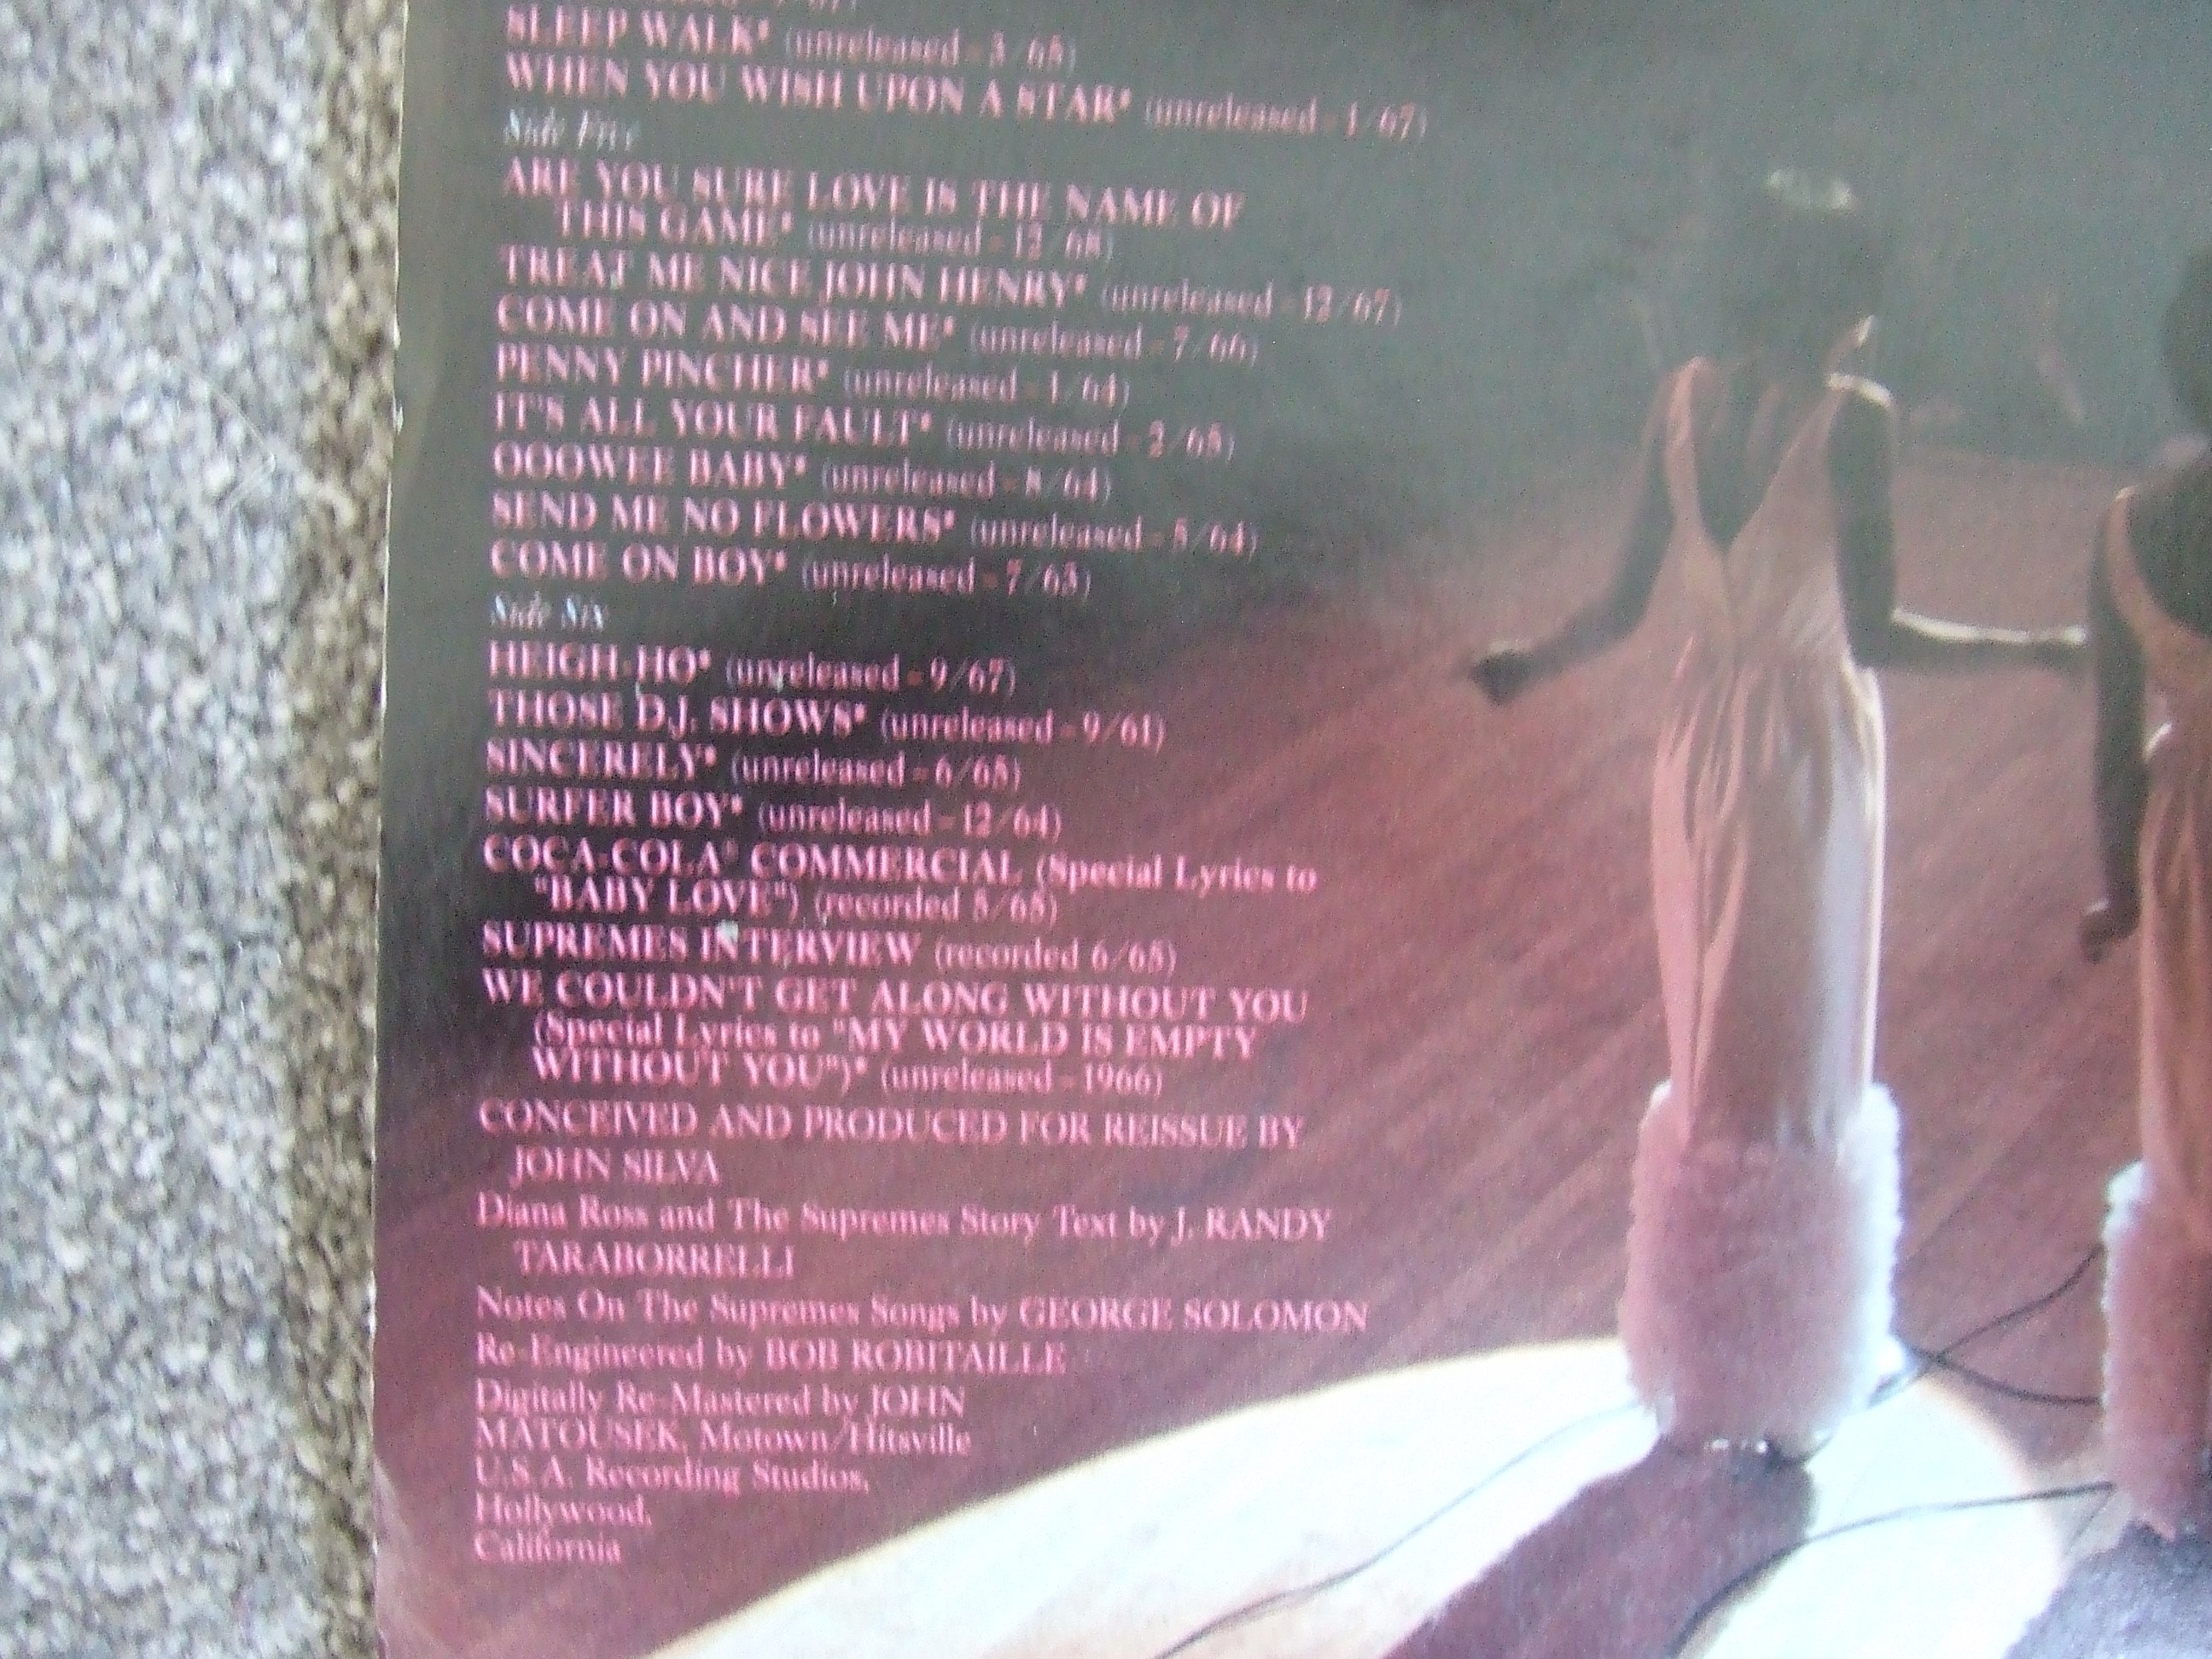 SLEEP WALK* (unreleased - 3/65)
WHEN YOU WISH UPON A STAR* (unreleased - 1/67)
Side Five
ARE YOU SURE LOVE IS THE NAME OF
THIS GAME* (unreleased - 12/68)
TREAT ME NICE JOHN HENRY* (unreleased - 12/67)
COME ON AND SEE ME* (unreleased - 7/66)
PENNY PINCHER* (unreleased - 1/64)
IT'S ALL YOUR FAULT* (unreleased - 2/65)
OOOWEE BABY* (unreleased - 8/64)
SEND ME NO FLOWERS* (unreleased - 5/64)
COME ON BOY* (unreleased - 7/63)
Side Six
HEIGH-HO* (unreleased - 9/67)
THOSE D.J. SHOWS* (unreleased - 9/61)
SINCERELY* (unreleased - 6/65)
SURFER BOY* (unreleased - 12/64)
COCA-COLA® COMMERCIAL (Special Lyrics to
"BABY LOVE") (recorded 5/65)
SUPREMES INTERVIEW (recorded 6/65)
WE COULDN'T GET ALONG WITHOUT YOU
(Special Lyrics to "MY WORLD IS EMPTY
WITHOUT YOU")* (unreleased - 1966)
CONCEIVED AND PRODUCED FOR REISSUE BY
JOHN SILVA
Diana Ross and The Supremes Story Text by J. RANDY
TARABORRELLI
Notes On The Supremes Songs by GEORGE SOLOMON
Re-Engineered by BOB ROBITAILLE
Digitally Re-Mastered by JOHN
MATOUSEK, Motown/Hitsville
U.S.A. Recording Studios,
Hollywood,
California